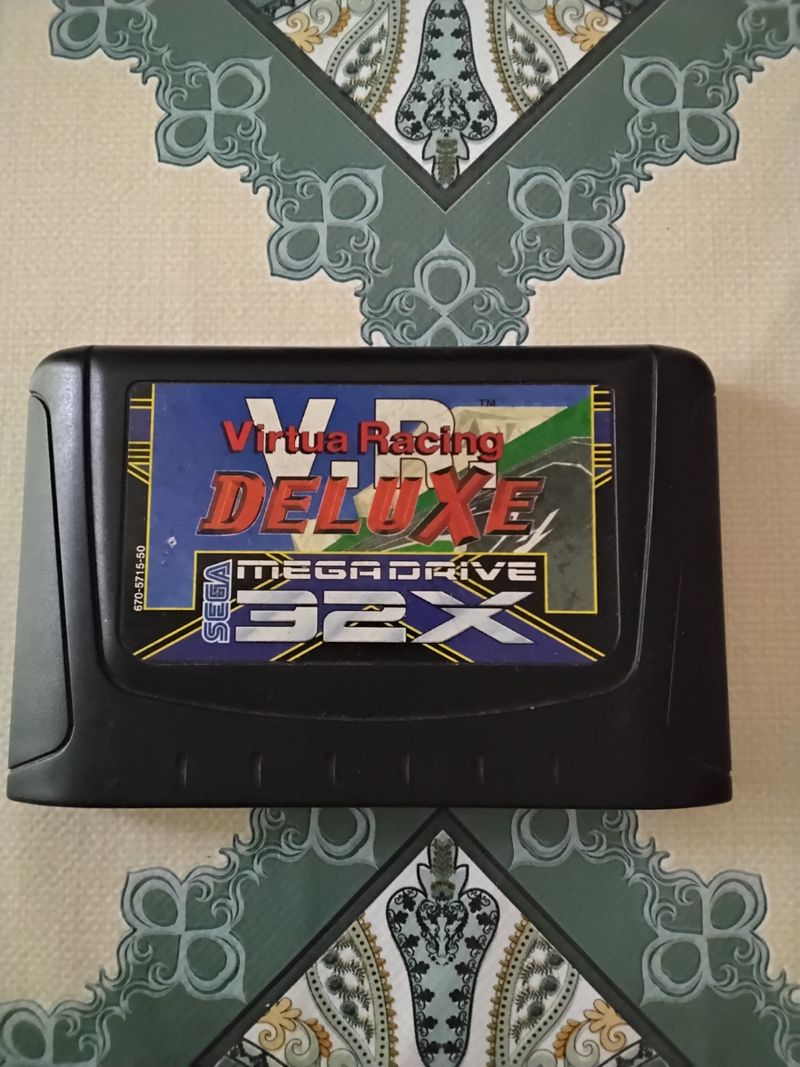 V.R.™
Virtua Racing
DELUXE
670-5715-50
SEGA
MEGADRIVE
32X